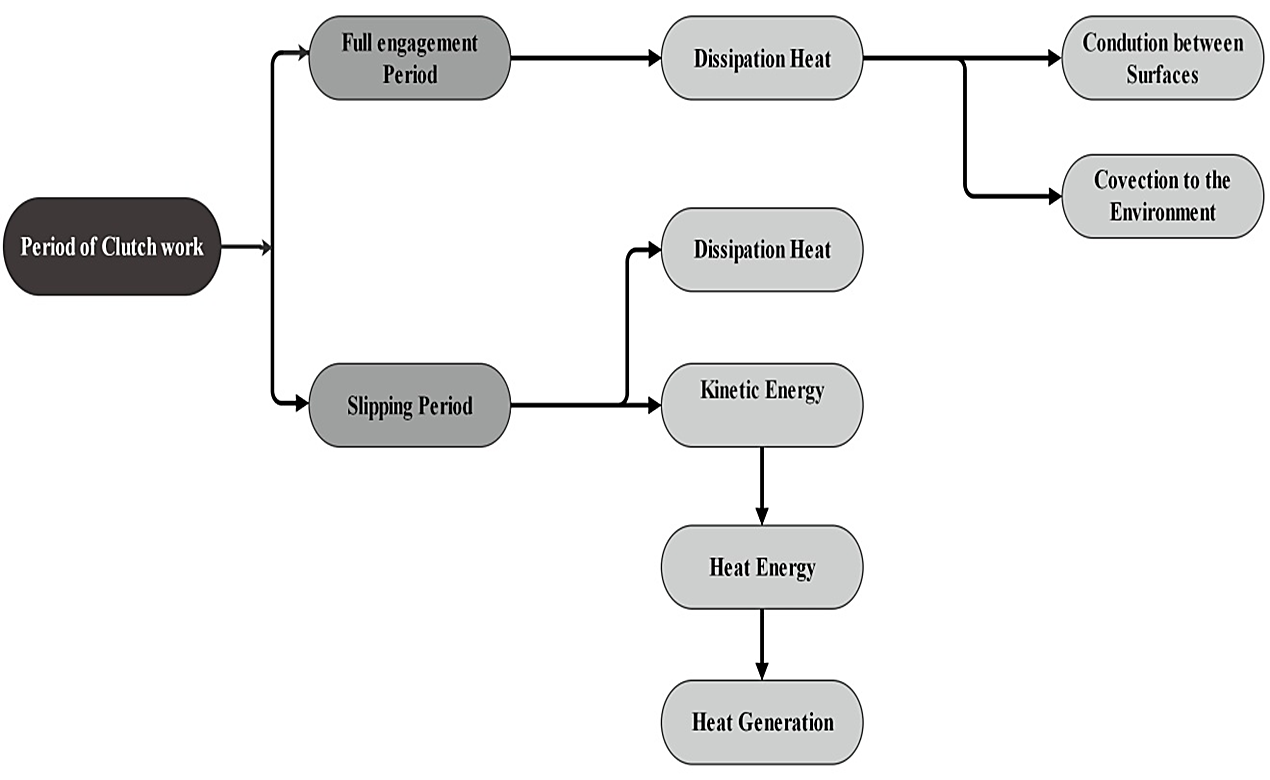 Full engagement
Period
Dissipation Heat
Condution between
Surfaces
Covection to the
Environment
Period of Clutch work
Dissipation Heat
Slipping Period
Kinetic Energy
Heat Energy
Heat Generation